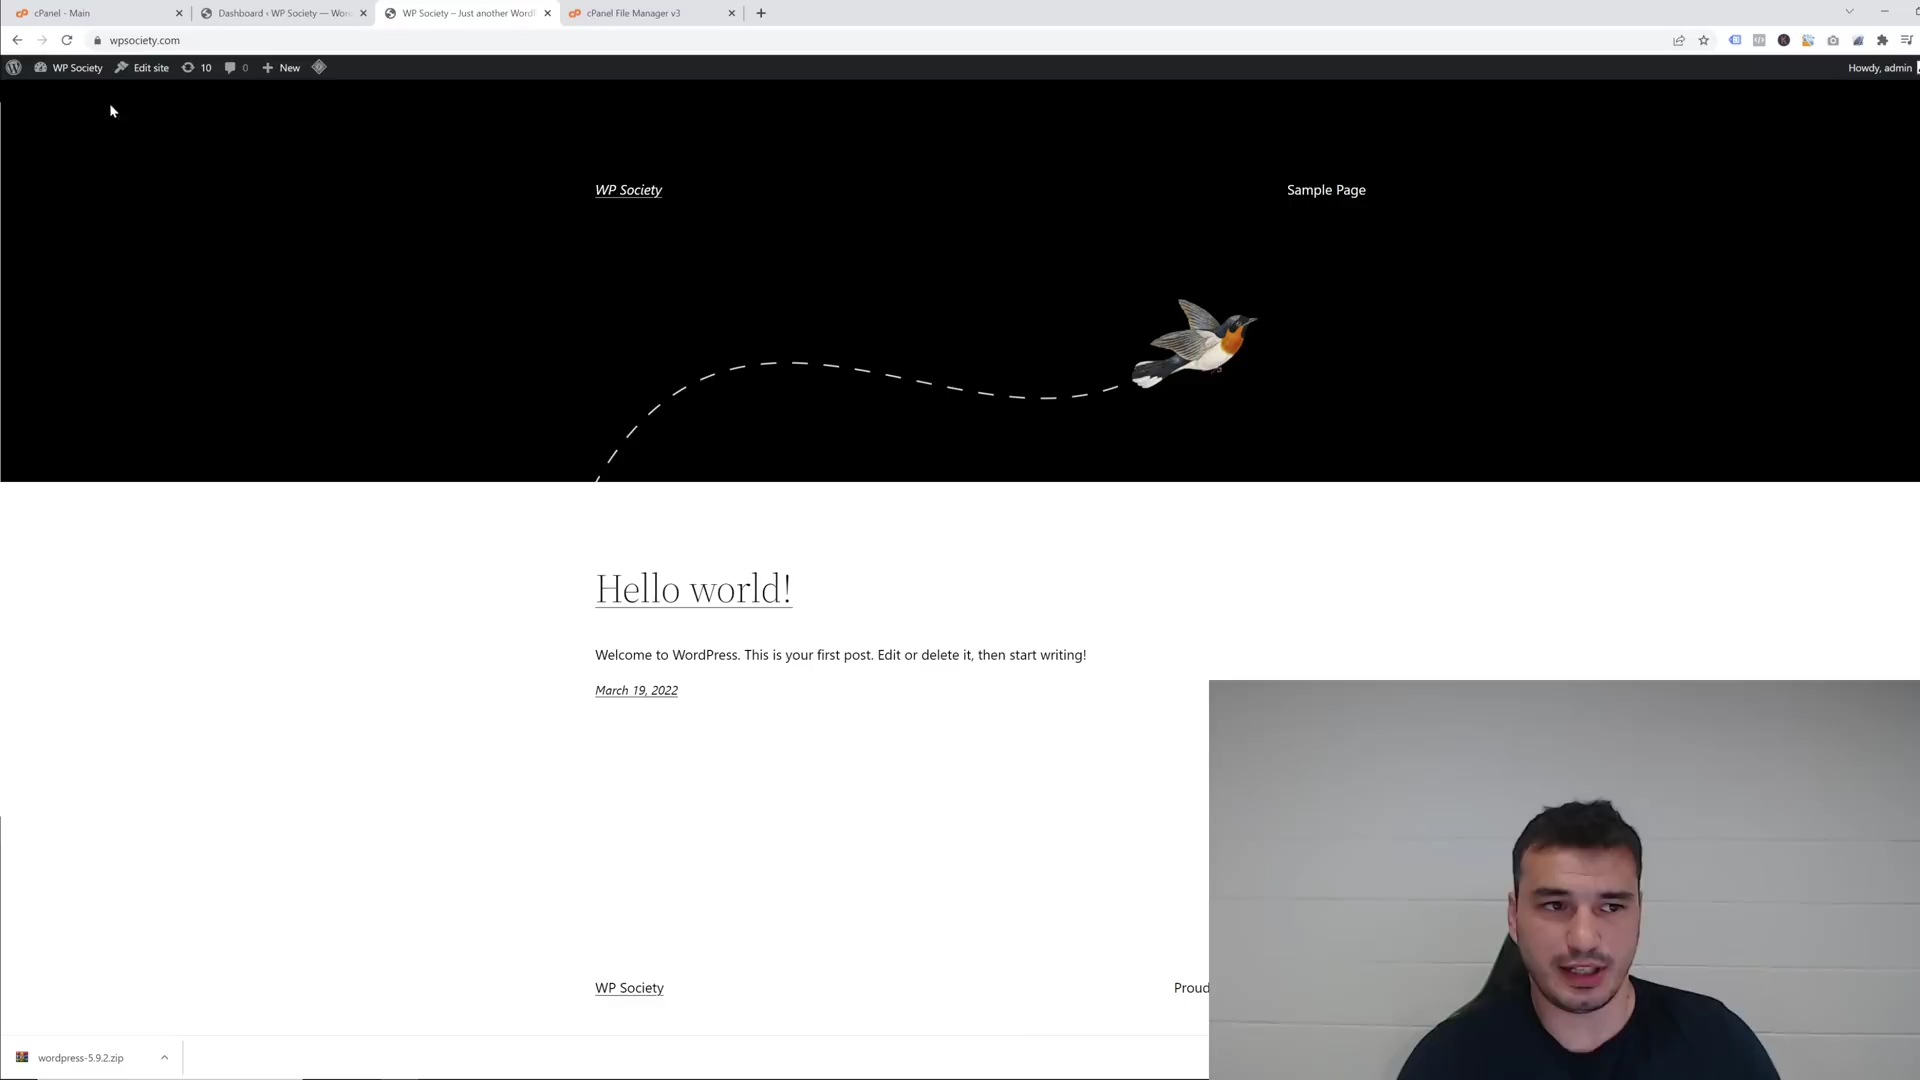 cPanel - Main
Dashboard ‹ WP Society — Wor
WP Society – Just another WordP
cPanel File Manager v3
wpsociety.com
WP Society
Edit site
10
0
New
Howdy, admin
WP Society
Sample Page
Hello world!
Welcome to WordPress. This is your first post. Edit or delete it, then start writing!
March 19, 2022
WP Society
Proud
wordpress-5.9.2.zip